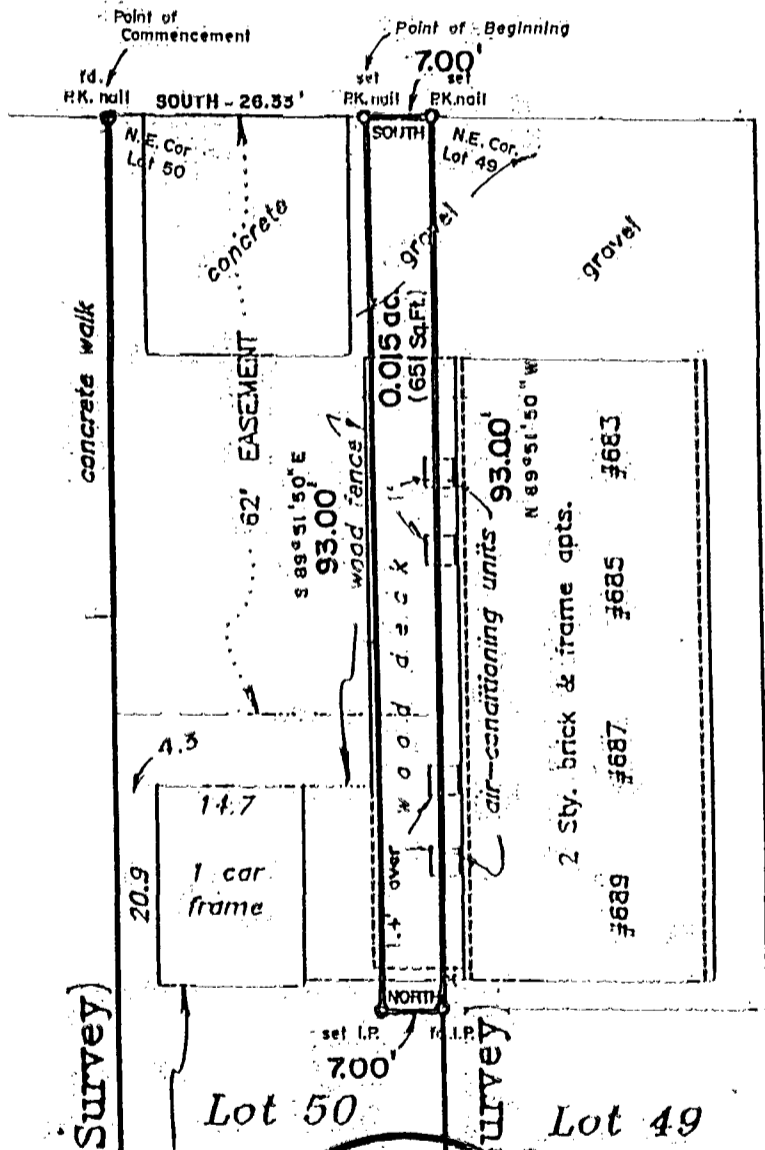 Point of
Commencement
Point of Beginning
7.00'
fd.
P.K. nail
SOUTH - 26.33'
set
P.K. nail
set
P.K. nail
SOUTH
N.E. Cor
Lot 50
N.E. Cor.
Lot 49
concrete
gravel
gravel
concrete walk
62' EASEMENT
0.015 ac.
(651 Sq.Ft.)
S 89°51'50" E
93.00'
wood fence
93.00'
N 89°51'50" W
wood deck
1.4' over
air-conditioning units
2 Sty. brick & frame apts.
#683
#685
#687
#689
4.3
14.7
20.9
1 car
frame
NORTH
set I.P.
fd. I.P.
7.00'
Survey)
urvey)
Lot 50
Lot 49